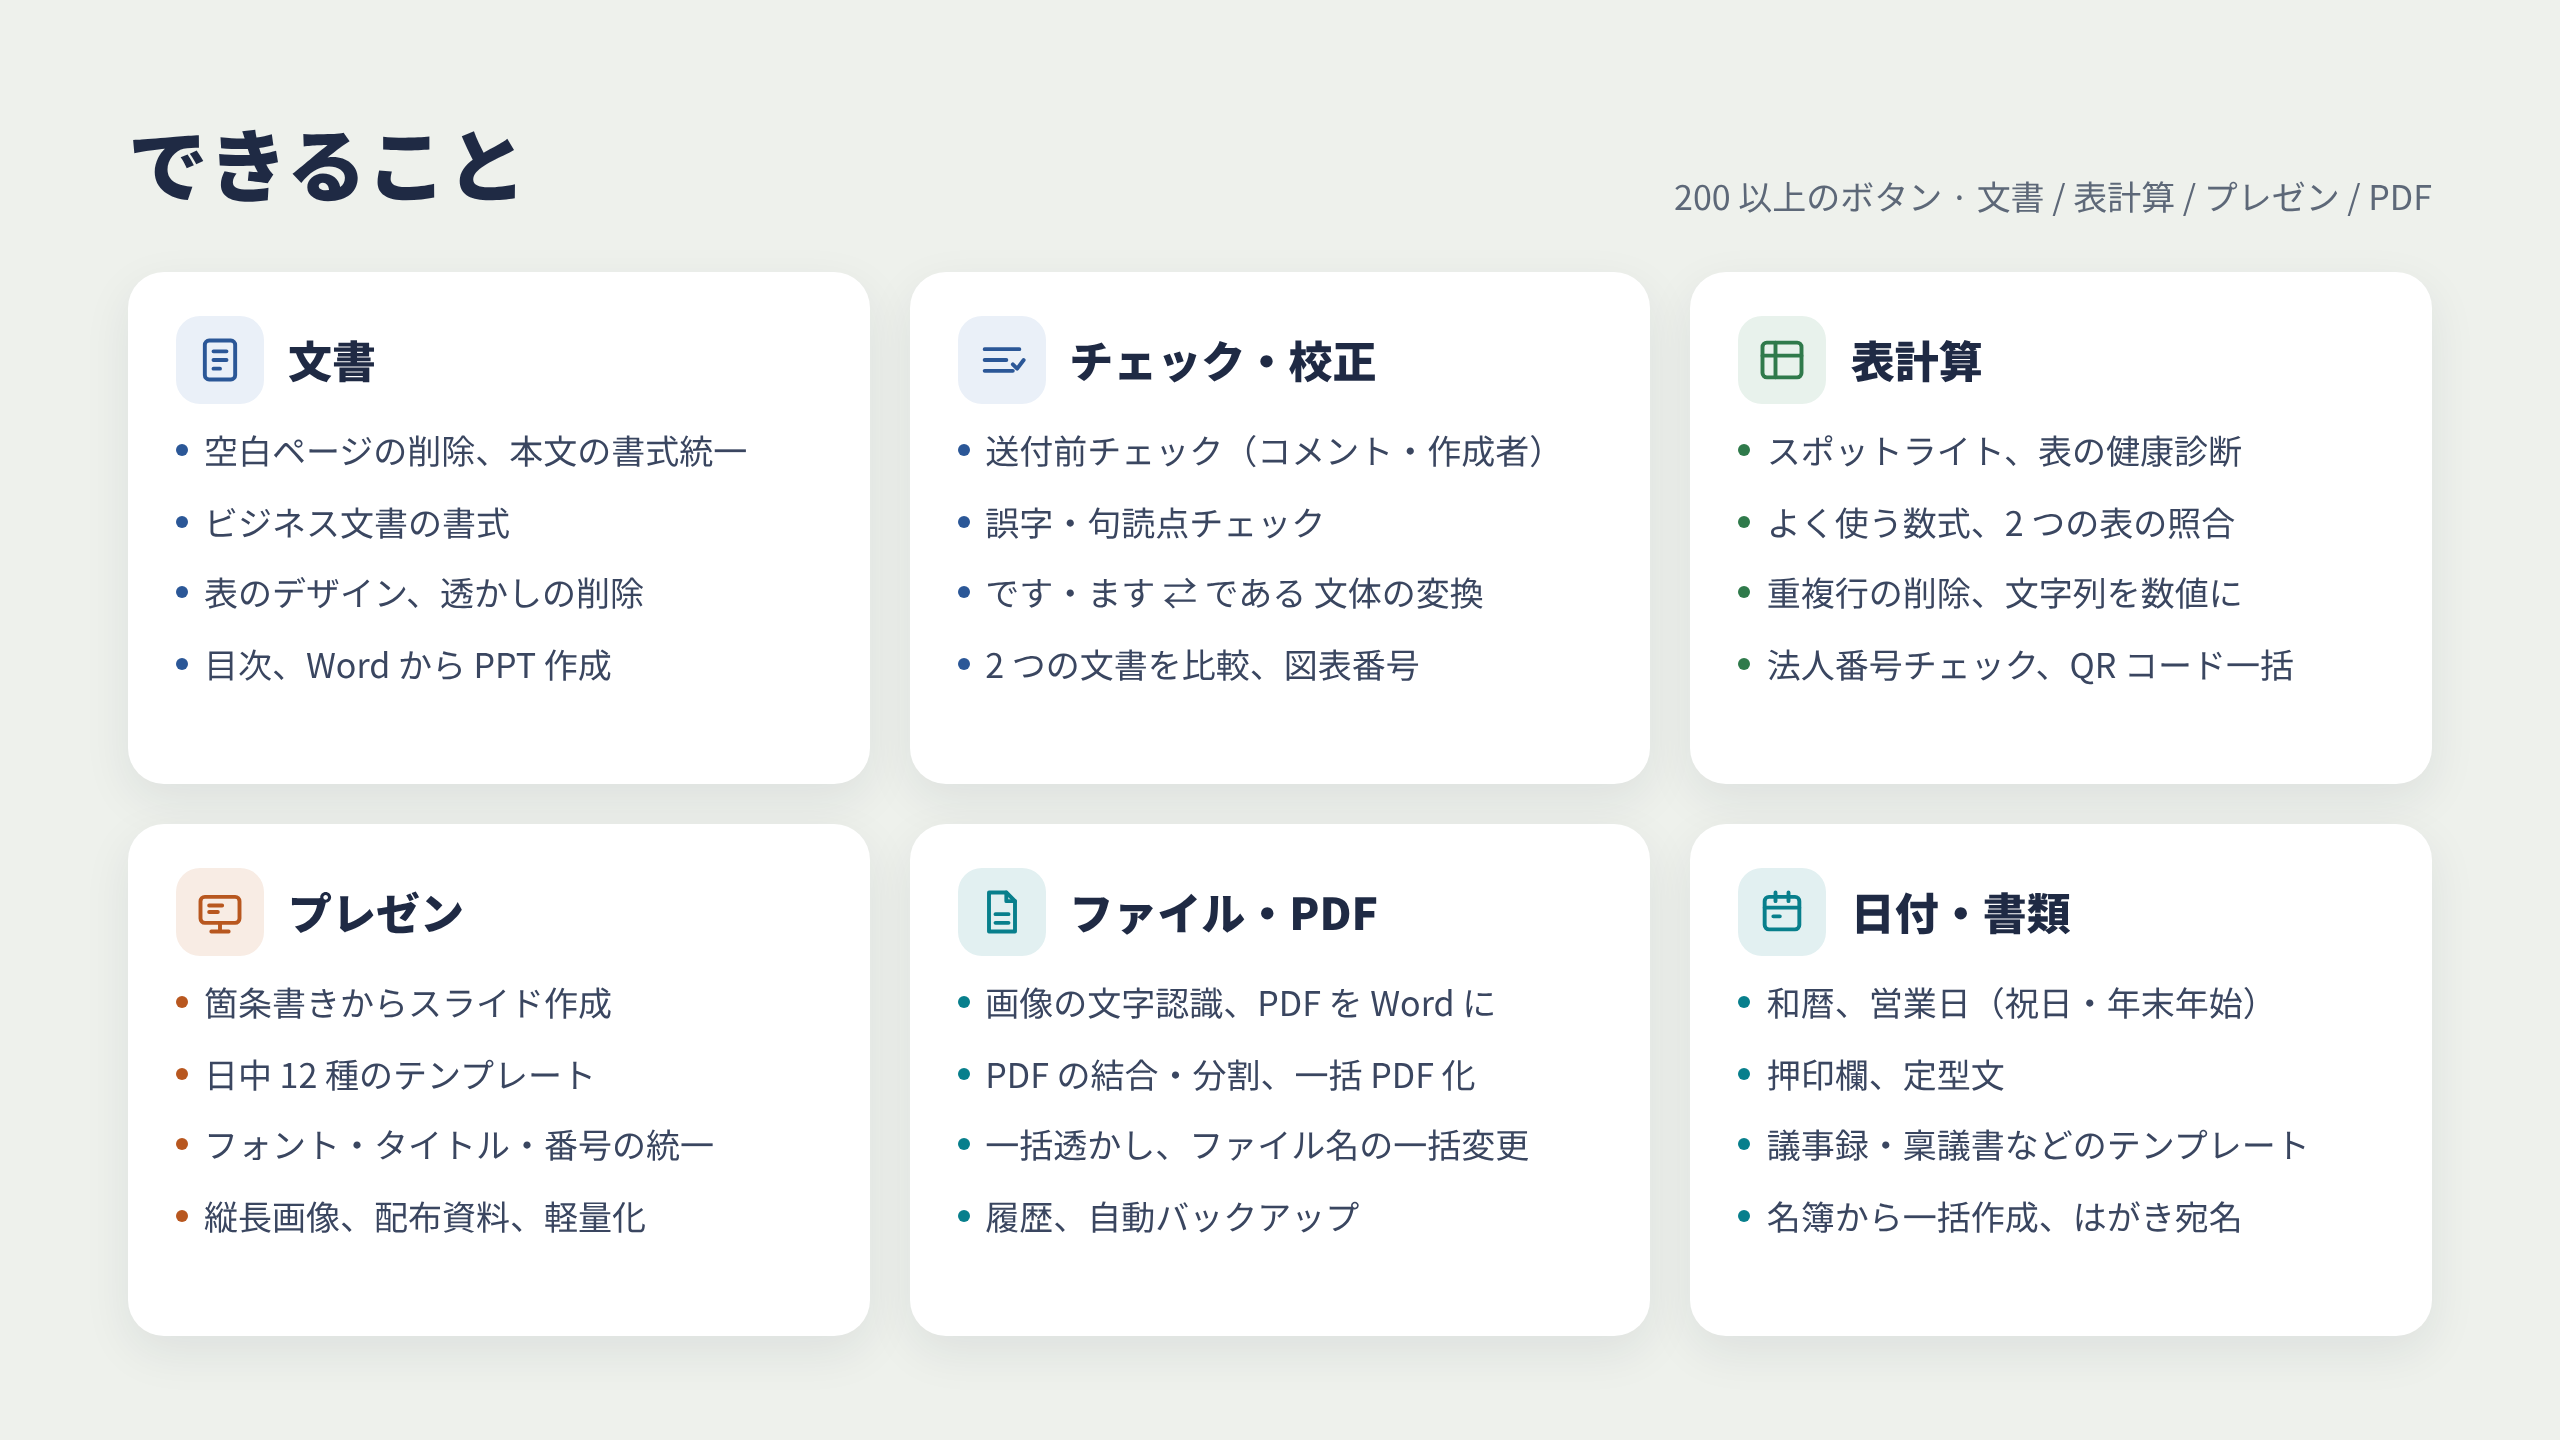 できること
200 以上のボタン · 文書 / 表計算 / プレゼン / PDF
文書
• 空白ページの削除、本文の書式統一
• ビジネス文書の書式
• 表のデザイン、透かしの削除
• 目次、Word から PPT 作成
チェック・校正
• 送付前チェック（コメント・作成者）
• 誤字・句読点チェック
• です・ます ⇄ である 文体の変換
• 2 つの文書を比較、図表番号
表計算
• スポットライト、表の健康診断
• よく使う数式、2 つの表の照合
• 重複行の削除、文字列を数値に
• 法人番号チェック、QR コード一括
プレゼン
• 箇条書きからスライド作成
• 日中 12 種のテンプレート
• フォント・タイトル・番号の統一
• 縦長画像、配布資料、軽量化
ファイル・PDF
• 画像の文字認識、PDF を Word に
• PDF の結合・分割、一括 PDF 化
• 一括透かし、ファイル名の一括変更
• 履歴、自動バックアップ
日付・書類
• 和暦、営業日（祝日・年末年始）
• 押印欄、定型文
• 議事録・稟議書などのテンプレート
• 名簿から一括作成、はがき宛名